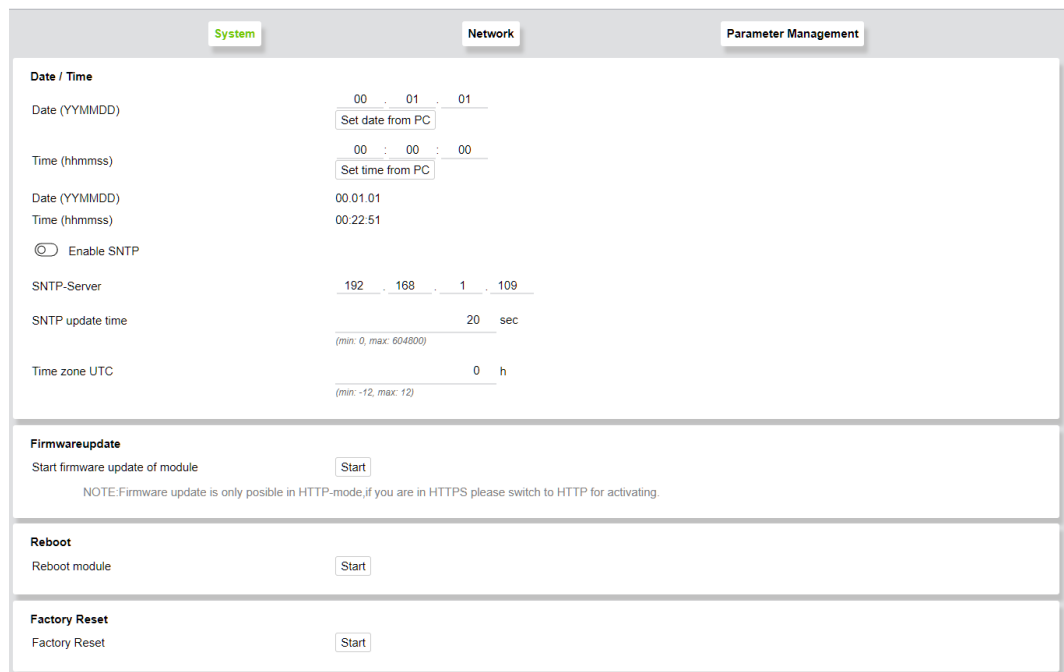 System Network Parameter Management
Date / Time
Date (YYMMDD) 00 . 01 . 01
Set date from PC
Time (hhmmss) 00 : 00 : 00
Set time from PC
Date (YYMMDD) 00.01.01
Time (hhmmss) 00:22:51
Enable SNTP
SNTP-Server 192 . 168 . 1 . 109
SNTP update time 20 sec
(min: 0, max: 604800)
Time zone UTC 0 h
(min: -12, max: 12)
Firmwareupdate
Start firmware update of module Start
NOTE:Firmware update is only posible in HTTP-mode,if you are in HTTPS please switch to HTTP for activating.
Reboot
Reboot module Start
Factory Reset
Factory Reset Start